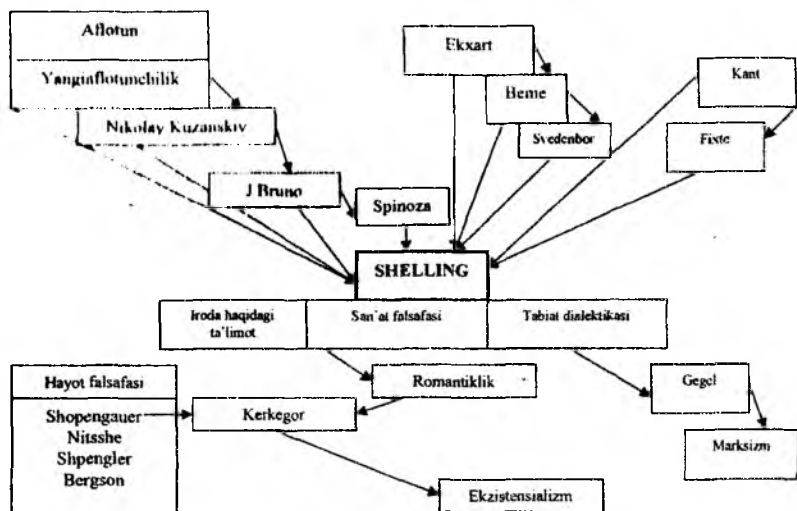 Aflotun
Yangiaflotunchilik
Nikolay Kuzanskiy
J Bruno
Spinoza
Ekxart
Beme
Svedenbor
Kant
Fixte
SHELLING
Iroda haqidagi
ta'limot
San'at falsafasi
Tabiat dialektikasi
Hayot falsafasi
Shopengauer
Nitsshe
Shpengler
Bergson
Romantiklik
Kerkegor
Gegel
Marksizm
Ekzistensializm